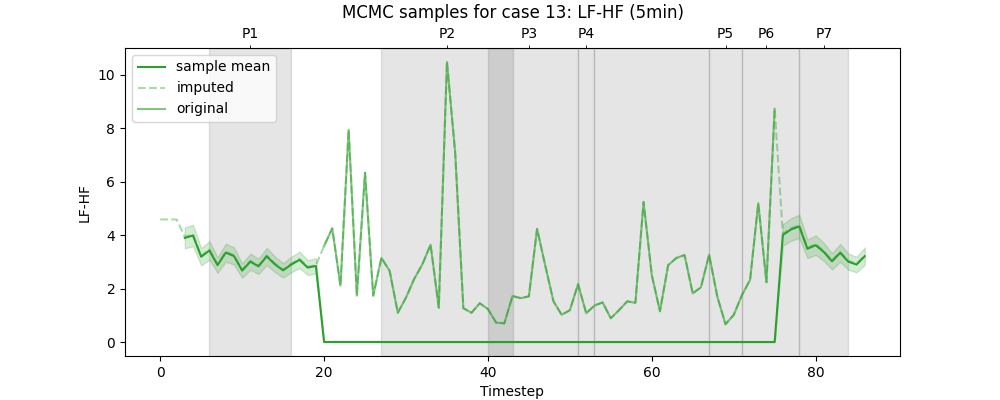 MCMC samples for case 13: LF-HF (5min)
P1 P2 P3 P4 P5 P6 P7
sample mean
imputed
original
10
8
6
4
2
0
LF-HF
0 20 40 60 80
Timestep